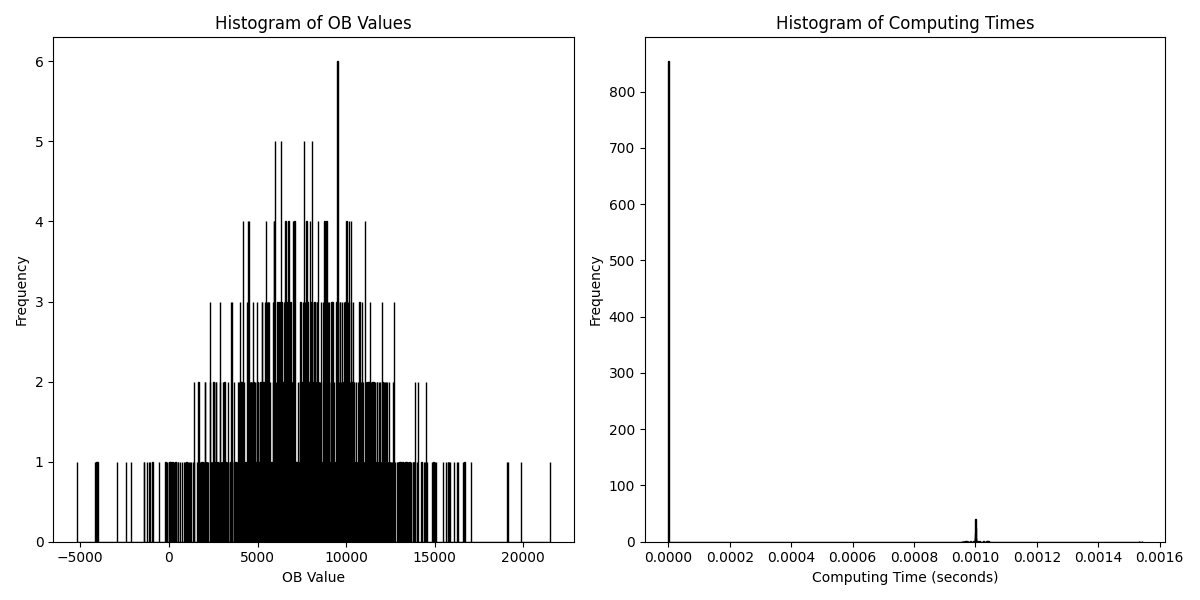 Histogram of OB Values
Frequency
6
5
4
3
2
1
0
−5000 0 5000 10000 15000 20000
OB Value
Histogram of Computing Times
Frequency
800
700
600
500
400
300
200
100
0
0.0000 0.0002 0.0004 0.0006 0.0008 0.0010 0.0012 0.0014 0.0016
Computing Time (seconds)